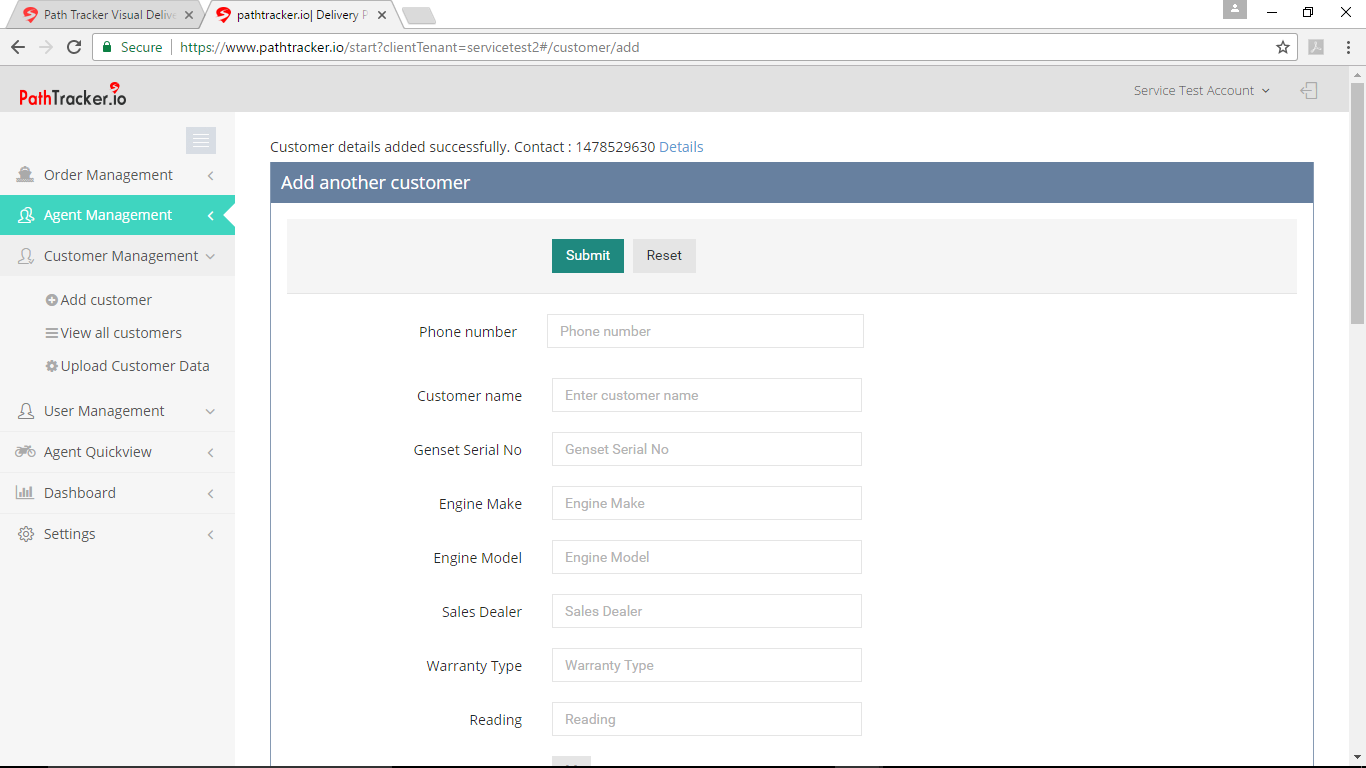 Path Tracker Visual Delive
pathtracker.io| Delivery P
Secure
https://www.pathtracker.io/start?clientTenant=servicetest2#/customer/add
PathTracker.io
Service Test Account
Order Management
Agent Management
Customer Management
Add customer
View all customers
Upload Customer Data
User Management
Agent Quickview
Dashboard
Settings
Customer details added successfully. Contact : 1478529630 Details
Add another customer
Submit Reset
Phone number Phone number
Customer name Enter customer name
Genset Serial No Genset Serial No
Engine Make Engine Make
Engine Model Engine Model
Sales Dealer Sales Dealer
Warranty Type Warranty Type
Reading Reading